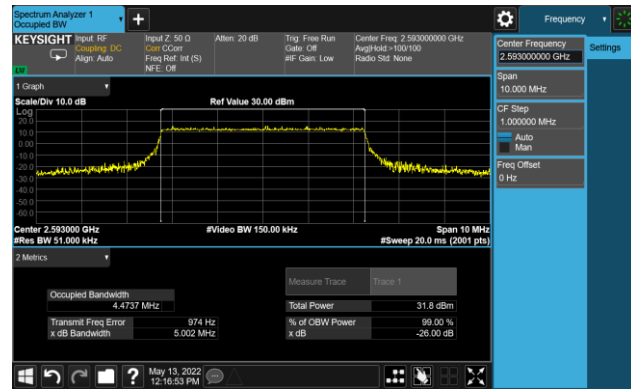 Spectrum Analyzer 1
Occupied BW
+
Frequency
KEYSIGHT Input: RF
Coupling: DC
Align: Auto
Input Z: 50 Ω
Corr CCorr
Freq Ref: Int (S)
NFE: Off
Atten: 20 dB
Trig: Free Run
Gate: Off
#IF Gain: Low
Center Freq: 2.593000000 GHz
Avg|Hold:>100/100
Radio Std: None
LXI
1 Graph
Scale/Div 10.0 dB
Ref Value 30.00 dBm
Log
20.0
10.0
0.00
-10.0
-20.0
-30.0
-40.0
-50.0
-60.0
Center 2.593000 GHz
#Video BW 150.00 kHz
Span 10 MHz
#Res BW 51.000 kHz
#Sweep 20.0 ms (2001 pts)
2 Metrics
Measure Trace
Trace 1
Occupied Bandwidth
4.4737 MHz
Total Power
31.8 dBm
Transmit Freq Error
974 Hz
% of OBW Power
99.00 %
x dB Bandwidth
5.002 MHz
x dB
-26.00 dB
Center Frequency
2.593000000 GHz
Settings
Span
10.000 MHz
CF Step
1.000000 MHz
Auto
Man
Freq Offset
0 Hz
?
May 13, 2022
12:16:53 PM